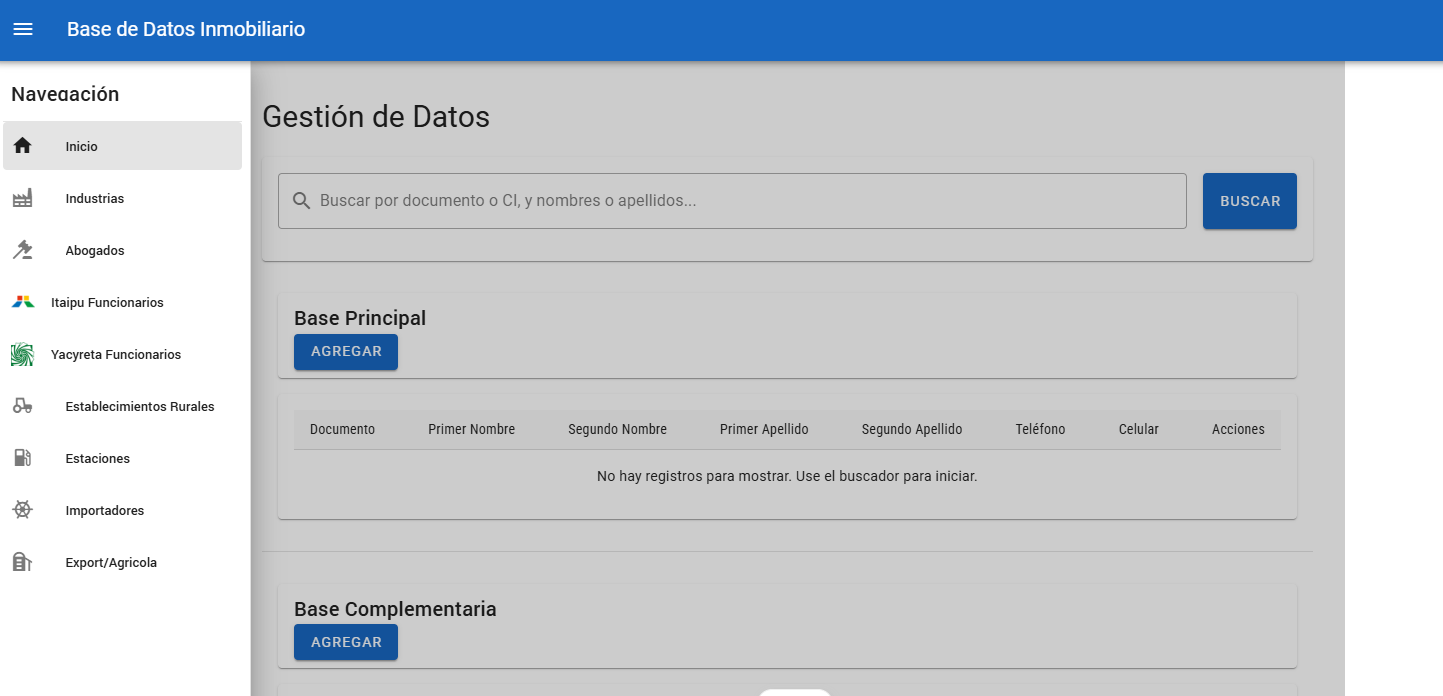 Base de Datos Inmobiliario
Navegación
Inicio
Industrias
Abogados
Itaipu Funcionarios
Yacyreta Funcionarios
Establecimientos Rurales
Estaciones
Importadores
Export/Agricola
Gestión de Datos
Buscar por documento o CI, y nombres o apellidos...
BUSCAR
Base Principal
AGREGAR
Documento Primer Nombre Segundo Nombre Primer Apellido Segundo Apellido Teléfono Celular Acciones
No hay registros para mostrar. Use el buscador para iniciar.
Base Complementaria
AGREGAR